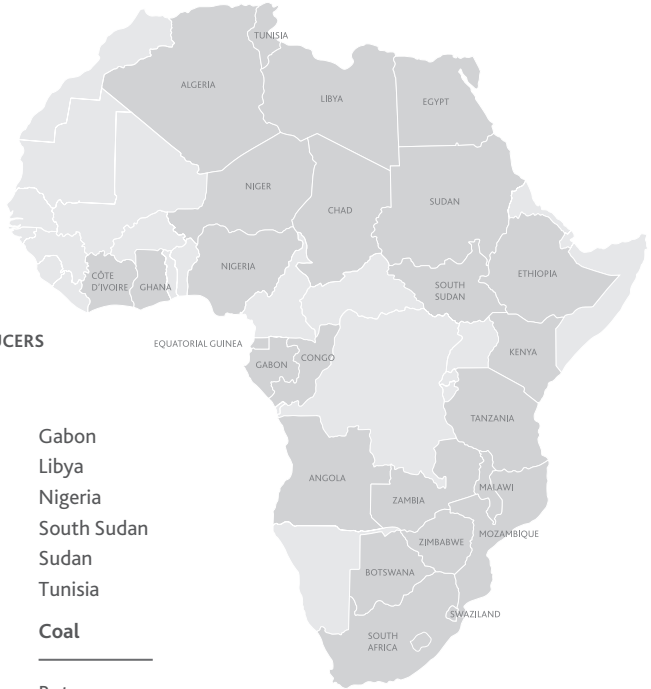 TUNISIA
ALGERIA
LIBYA
EGYPT
NIGER
CHAD
SUDAN
NIGERIA
CÔTE
D'IVOIRE
GHANA
SOUTH
SUDAN
ETHIOPIA
EQUATORIAL GUINEA
CONGO
GABON
KENYA
TANZANIA
ANGOLA
ZAMBIA
MALAWI
MOZAMBIQUE
ZIMBABWE
BOTSWANA
SWAZILAND
SOUTH
AFRICA
Gabon
Libya
Nigeria
South Sudan
Sudan
Tunisia
Coal